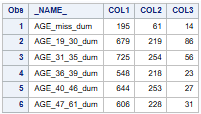 Obs _NAME_ COL1 COL2 COL3
1 AGE_miss_dum 195 61 14
2 AGE_19_30_dum 679 219 86
3 AGE_31_35_dum 725 254 56
4 AGE_36_39_dum 548 218 23
5 AGE_40_46_dum 644 253 27
6 AGE_47_61_dum 606 228 31